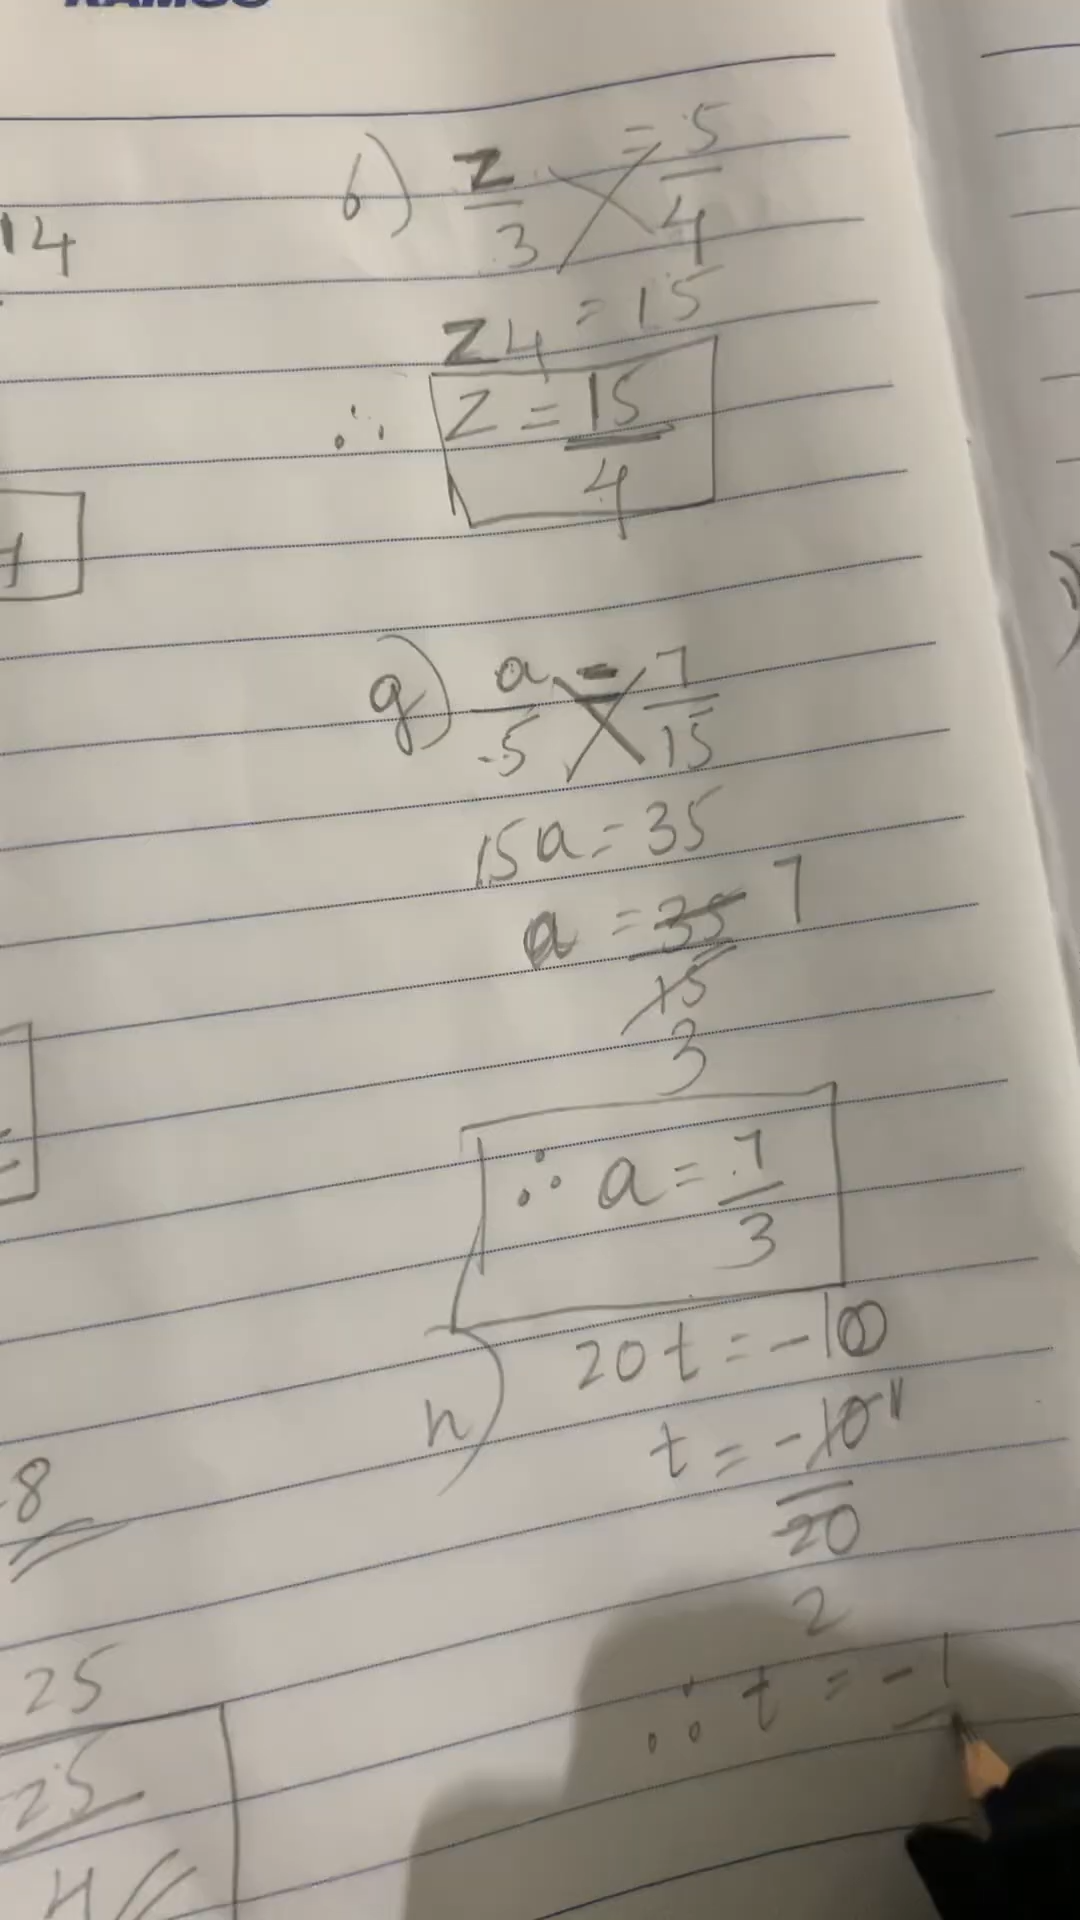 14
f) z/3 = 5/4
z4 = 15
∴ z = 15/4
g) a/5 = 7/15
15a = 35
a = 35/15 7
3
∴ a = 7/3
h) 20t = -10
t = -10/20 1
2
∴ t = -1
8
25
25